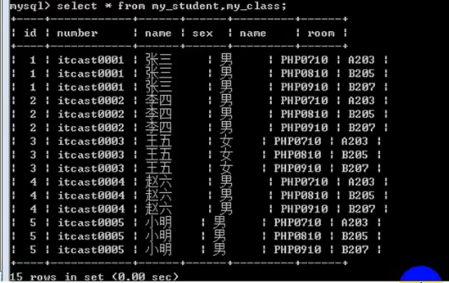 mysql> select * from my_student,my_class;
+----+------------+------+-----+---------+------+
| id | number | name | sex | name | room |
+----+------------+------+-----+---------+------+
| 1 | itcast0001 | 张三 | 男 | PHP0710 | A203 |
| 1 | itcast0001 | 张三 | 男 | PHP0810 | B205 |
| 1 | itcast0001 | 张三 | 男 | PHP0910 | B207 |
| 2 | itcast0002 | 李四 | 男 | PHP0710 | A203 |
| 2 | itcast0002 | 李四 | 男 | PHP0810 | B205 |
| 2 | itcast0002 | 李四 | 男 | PHP0910 | B207 |
| 3 | itcast0003 | 王五 | 女 | PHP0710 | A203 |
| 3 | itcast0003 | 王五 | 女 | PHP0810 | B205 |
| 3 | itcast0003 | 王五 | 女 | PHP0910 | B207 |
| 4 | itcast0004 | 赵六 | 男 | PHP0710 | A203 |
| 4 | itcast0004 | 赵六 | 男 | PHP0810 | B205 |
| 4 | itcast0004 | 赵六 | 男 | PHP0910 | B207 |
| 5 | itcast0005 | 小明 | 男 | PHP0710 | A203 |
| 5 | itcast0005 | 小明 | 男 | PHP0810 | B205 |
| 5 | itcast0005 | 小明 | 男 | PHP0910 | B207 |
+----+------------+------+-----+---------+------+
15 rows in set (0.00 sec)